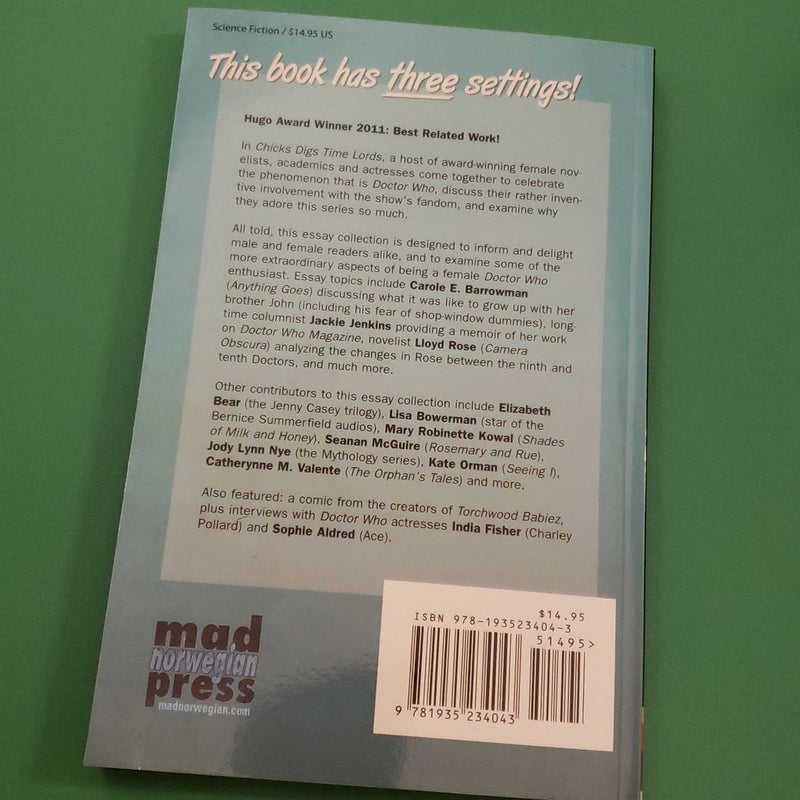 Science Fiction / $14.95 US
This book has three settings!
Hugo Award Winner 2011: Best Related Work!
In Chicks Digs Time Lords, a host of award-winning female nov-
elists, academics and actresses come together to celebrate
the phenomenon that is Doctor Who, discuss their rather inven-
tive involvement with the show's fandom, and examine why
they adore this series so much.
All told, this essay collection is designed to inform and delight
male and female readers alike, and to examine some of the
more extraordinary aspects of being a female Doctor Who
enthusiast. Essay topics include Carole E. Barrowman
(Anything Goes) discussing what it was like to grow up with her
brother John (including his fear of shop-window dummies), long-
time columnist Jackie Jenkins providing a memoir of her work
on Doctor Who Magazine, novelist Lloyd Rose (Camera
Obscura) analyzing the changes in Rose between the ninth and
tenth Doctors, and much more.
Other contributors to this essay collection include Elizabeth
Bear (the Jenny Casey trilogy), Lisa Bowerman (star of the
Bernice Summerfield audios), Mary Robinette Kowal (Shades
of Milk and Honey), Seanan McGuire (Rosemary and Rue),
Jody Lynn Nye (the Mythology series), Kate Orman (Seeing I),
Catherynne M. Valente (The Orphan's Tales) and more.
Also featured: a comic from the creators of Torchwood Babiez,
plus interviews with Doctor Who actresses India Fisher (Charley
Pollard) and Sophie Aldred (Ace).
mad
norwegian
press
madnorwegian.com
$14.95
ISBN 978-193523404-3
51495>
9 781935 234043